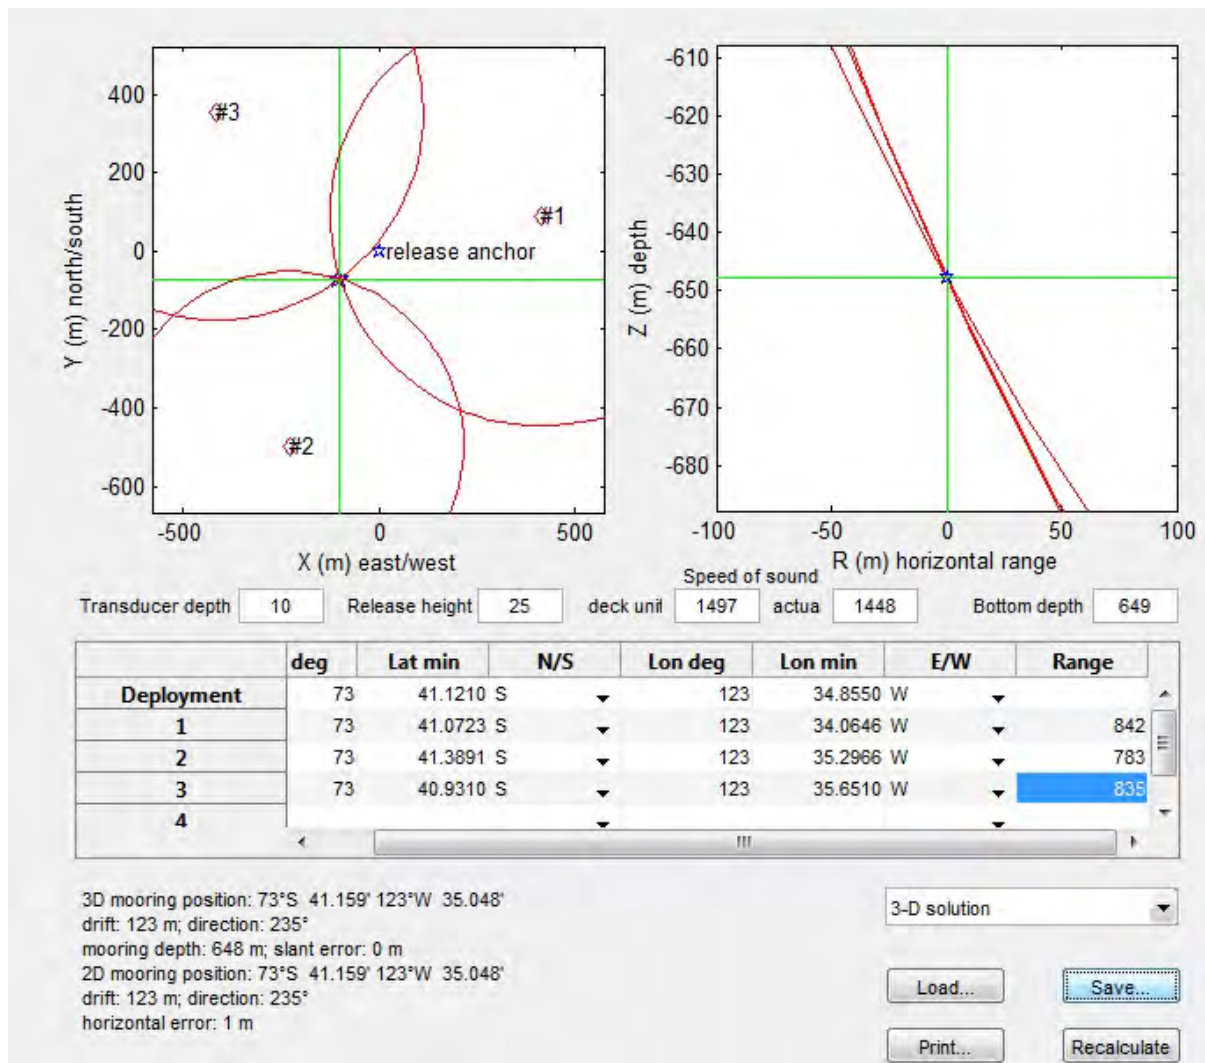 400
200
0
-200
-400
-600
Y (m) north/south
#3
#1
release anchor
#2
-500 0 500
X (m) east/west
-610
-620
-630
-640
-650
-660
-670
-680
Z (m) depth
-100 -50 0 50 100
R (m) horizontal range
Speed of sound
Transducer depth 10 Release height 25 deck unit 1497 actua 1448 Bottom depth 649
deg Lat min N/S Lon deg Lon min E/W Range
Deployment 73 41.1210 S 123 34.8550 W
1 73 41.0723 S 123 34.0646 W 842
2 73 41.3891 S 123 35.2966 W 783
3 73 40.9310 S 123 35.6510 W 835
4
3D mooring position: 73°S 41.159' 123°W 35.048'
drift: 123 m; direction: 235°
mooring depth: 648 m; slant error: 0 m
2D mooring position: 73°S 41.159' 123°W 35.048'
drift: 123 m; direction: 235°
horizontal error: 1 m
3-D solution
Load... Save...
Print... Recalculate